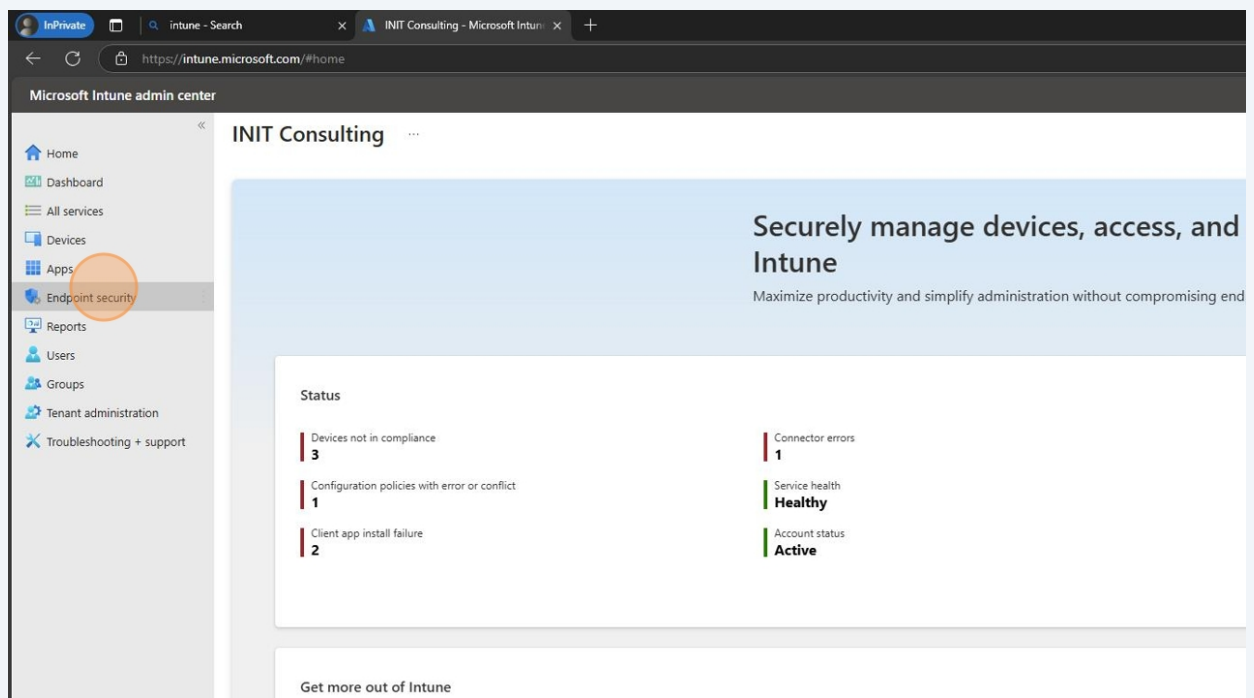 InPrivate
intune - Search
INIT Consulting - Microsoft Intun
https://intune.microsoft.com/#home
Microsoft Intune admin center
«
Home
Dashboard
All services
Devices
Apps
Endpoint security
Reports
Users
Groups
Tenant administration
Troubleshooting + support
INIT Consulting ...
Securely manage devices, access, and
Intune
Maximize productivity and simplify administration without compromising end
Status
Devices not in compliance
3
Configuration policies with error or conflict
1
Client app install failure
2
Connector errors
1
Service health
Healthy
Account status
Active
Get more out of Intune